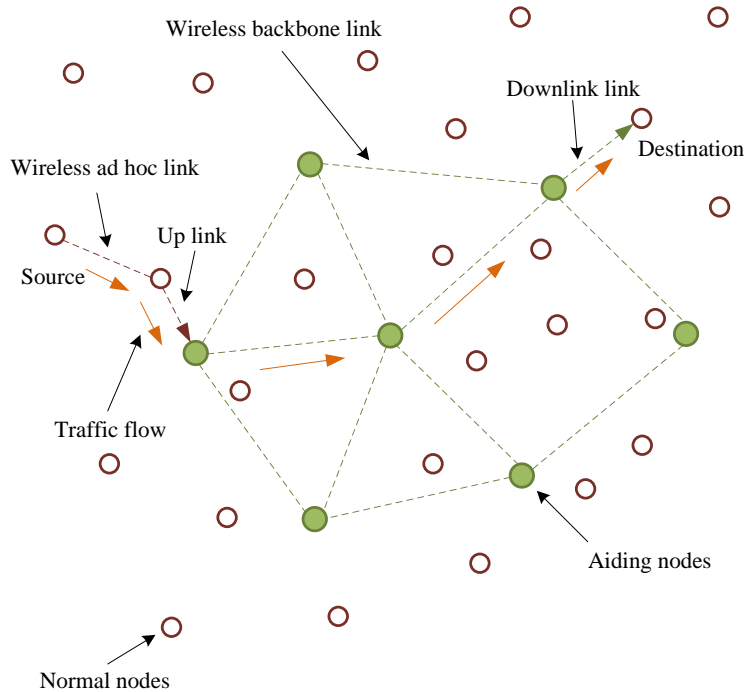 Wireless backbone link
Downlink link
Destination
Wireless ad hoc link
Up link
Source
Traffic flow
Aiding nodes
Normal nodes